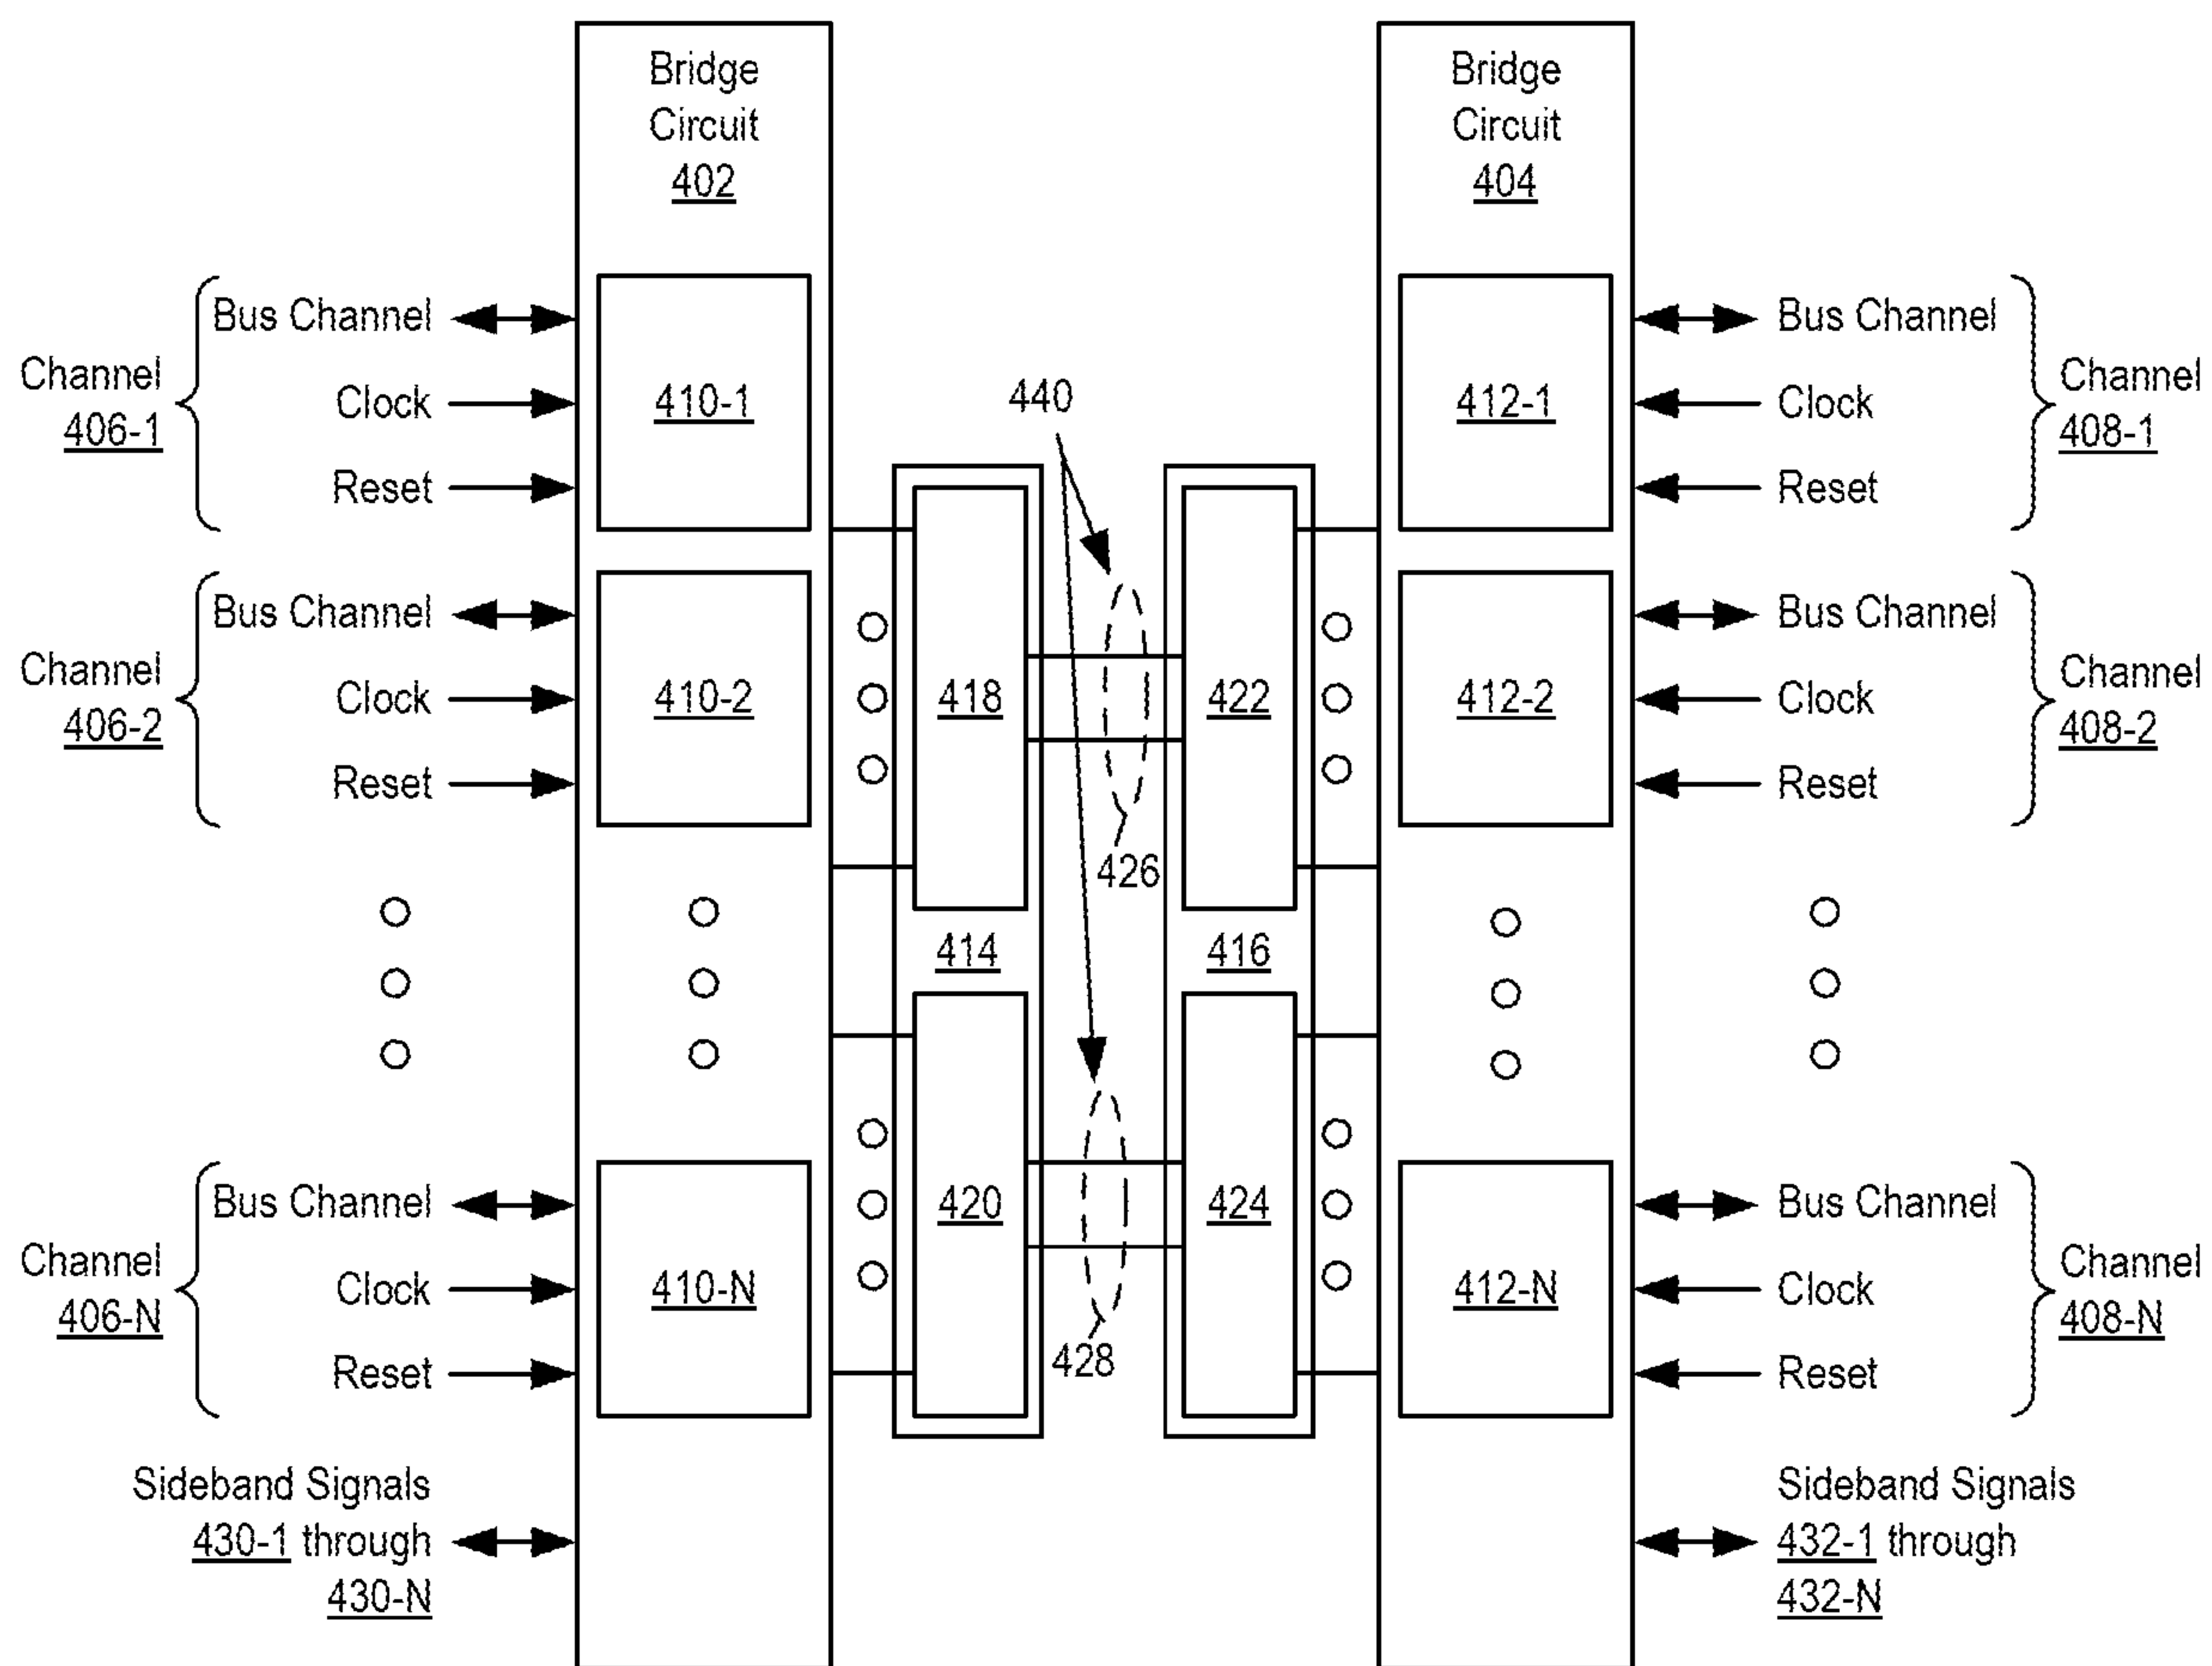 Bridge
Circuit
402
Bridge
Circuit
404
Channel
406-1
Bus Channel
Clock
Reset
410-1
440
412-1
Bus Channel
Clock
Reset
Channel
408-1
Channel
406-2
Bus Channel
Clock
Reset
410-2
418
426
422
412-2
Bus Channel
Clock
Reset
Channel
408-2
414
416
Channel
406-N
Bus Channel
Clock
Reset
410-N
420
428
424
412-N
Bus Channel
Clock
Reset
Channel
408-N
Sideband Signals
430-1 through
430-N
Sideband Signals
432-1 through
432-N